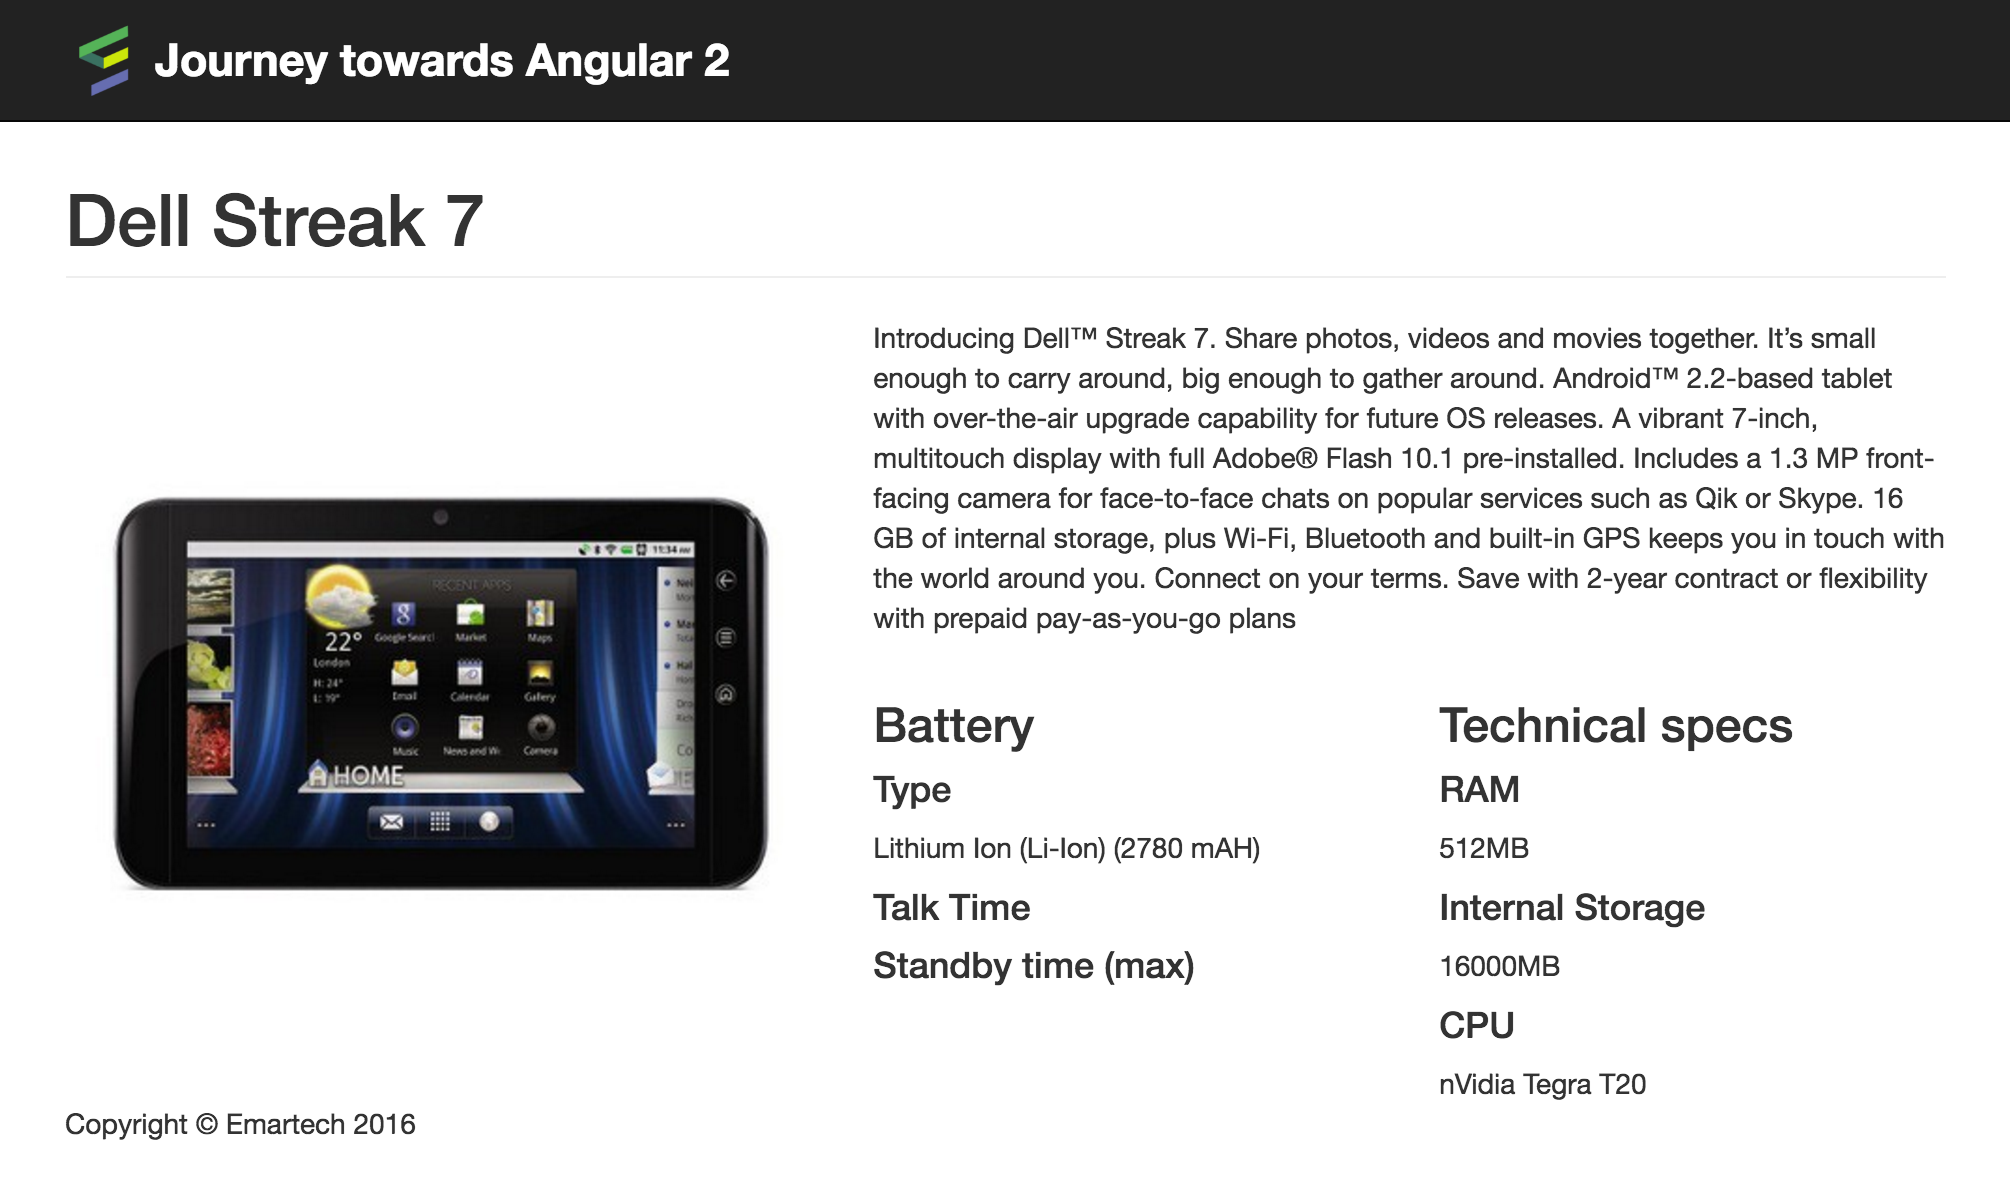 Journey towards Angular 2
Dell Streak 7
Introducing Dell™ Streak 7. Share photos, videos and movies together. It’s small
enough to carry around, big enough to gather around. Android™ 2.2-based tablet
with over-the-air upgrade capability for future OS releases. A vibrant 7-inch,
multitouch display with full Adobe® Flash 10.1 pre-installed. Includes a 1.3 MP front-
facing camera for face-to-face chats on popular services such as Qik or Skype. 16
GB of internal storage, plus Wi-Fi, Bluetooth and built-in GPS keeps you in touch with
the world around you. Connect on your terms. Save with 2-year contract or flexibility
with prepaid pay-as-you-go plans
11:34 AM
RECENT APPS
22°
Google Search
Market
Maps
London
H: 24°
L: 19°
Email
Calendar
Gallery
Music
News and We
Camera
HOME
Battery
Type
Lithium Ion (Li-Ion) (2780 mAH)
Talk Time
Standby time (max)
Technical specs
RAM
512MB
Internal Storage
16000MB
CPU
nVidia Tegra T20
Copyright © Emartech 2016